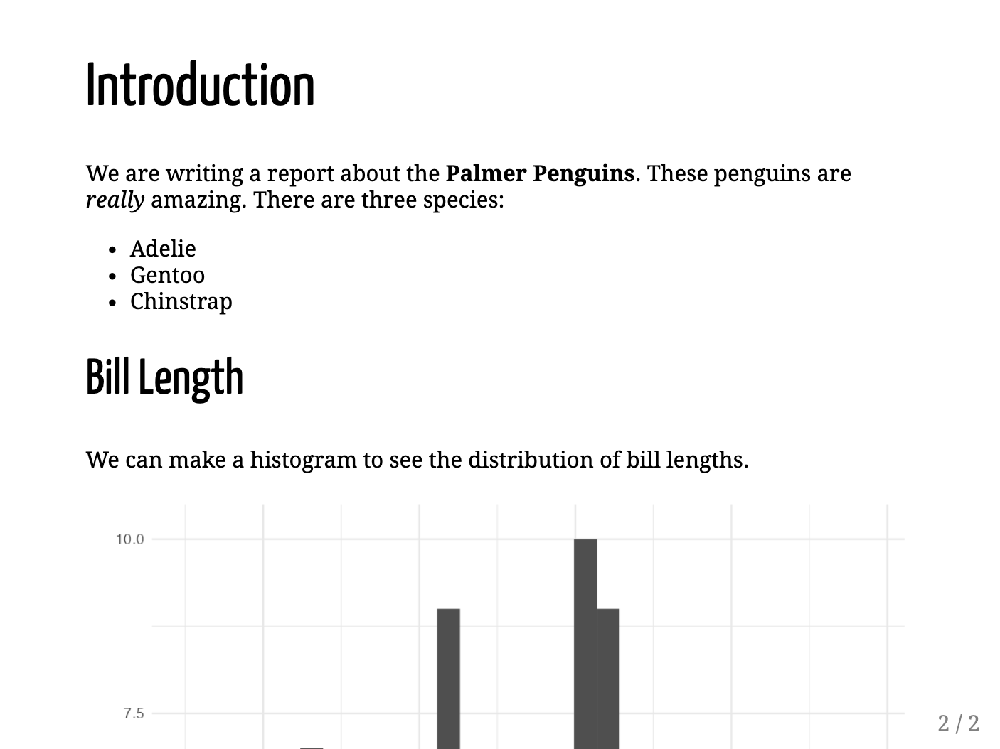 Introduction
We are writing a report about the Palmer Penguins. These penguins are
really amazing. There are three species:
• Adelie
• Gentoo
• Chinstrap
Bill Length
We can make a histogram to see the distribution of bill lengths.
10.0
7.5
2 / 2